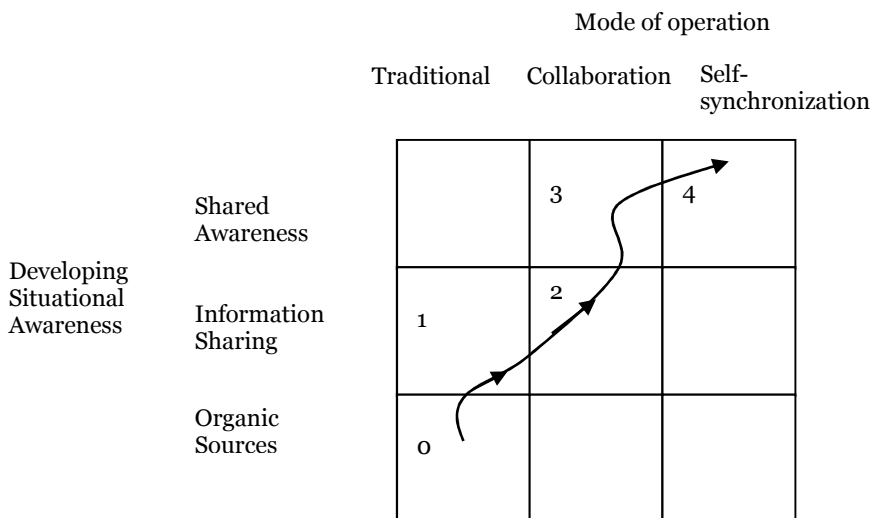 Mode of operation
Traditional Collaboration Self-
synchronization
3 4
Shared
Awareness
Developing
Situational
Awareness
2
Information
Sharing
1
Organic
Sources
0